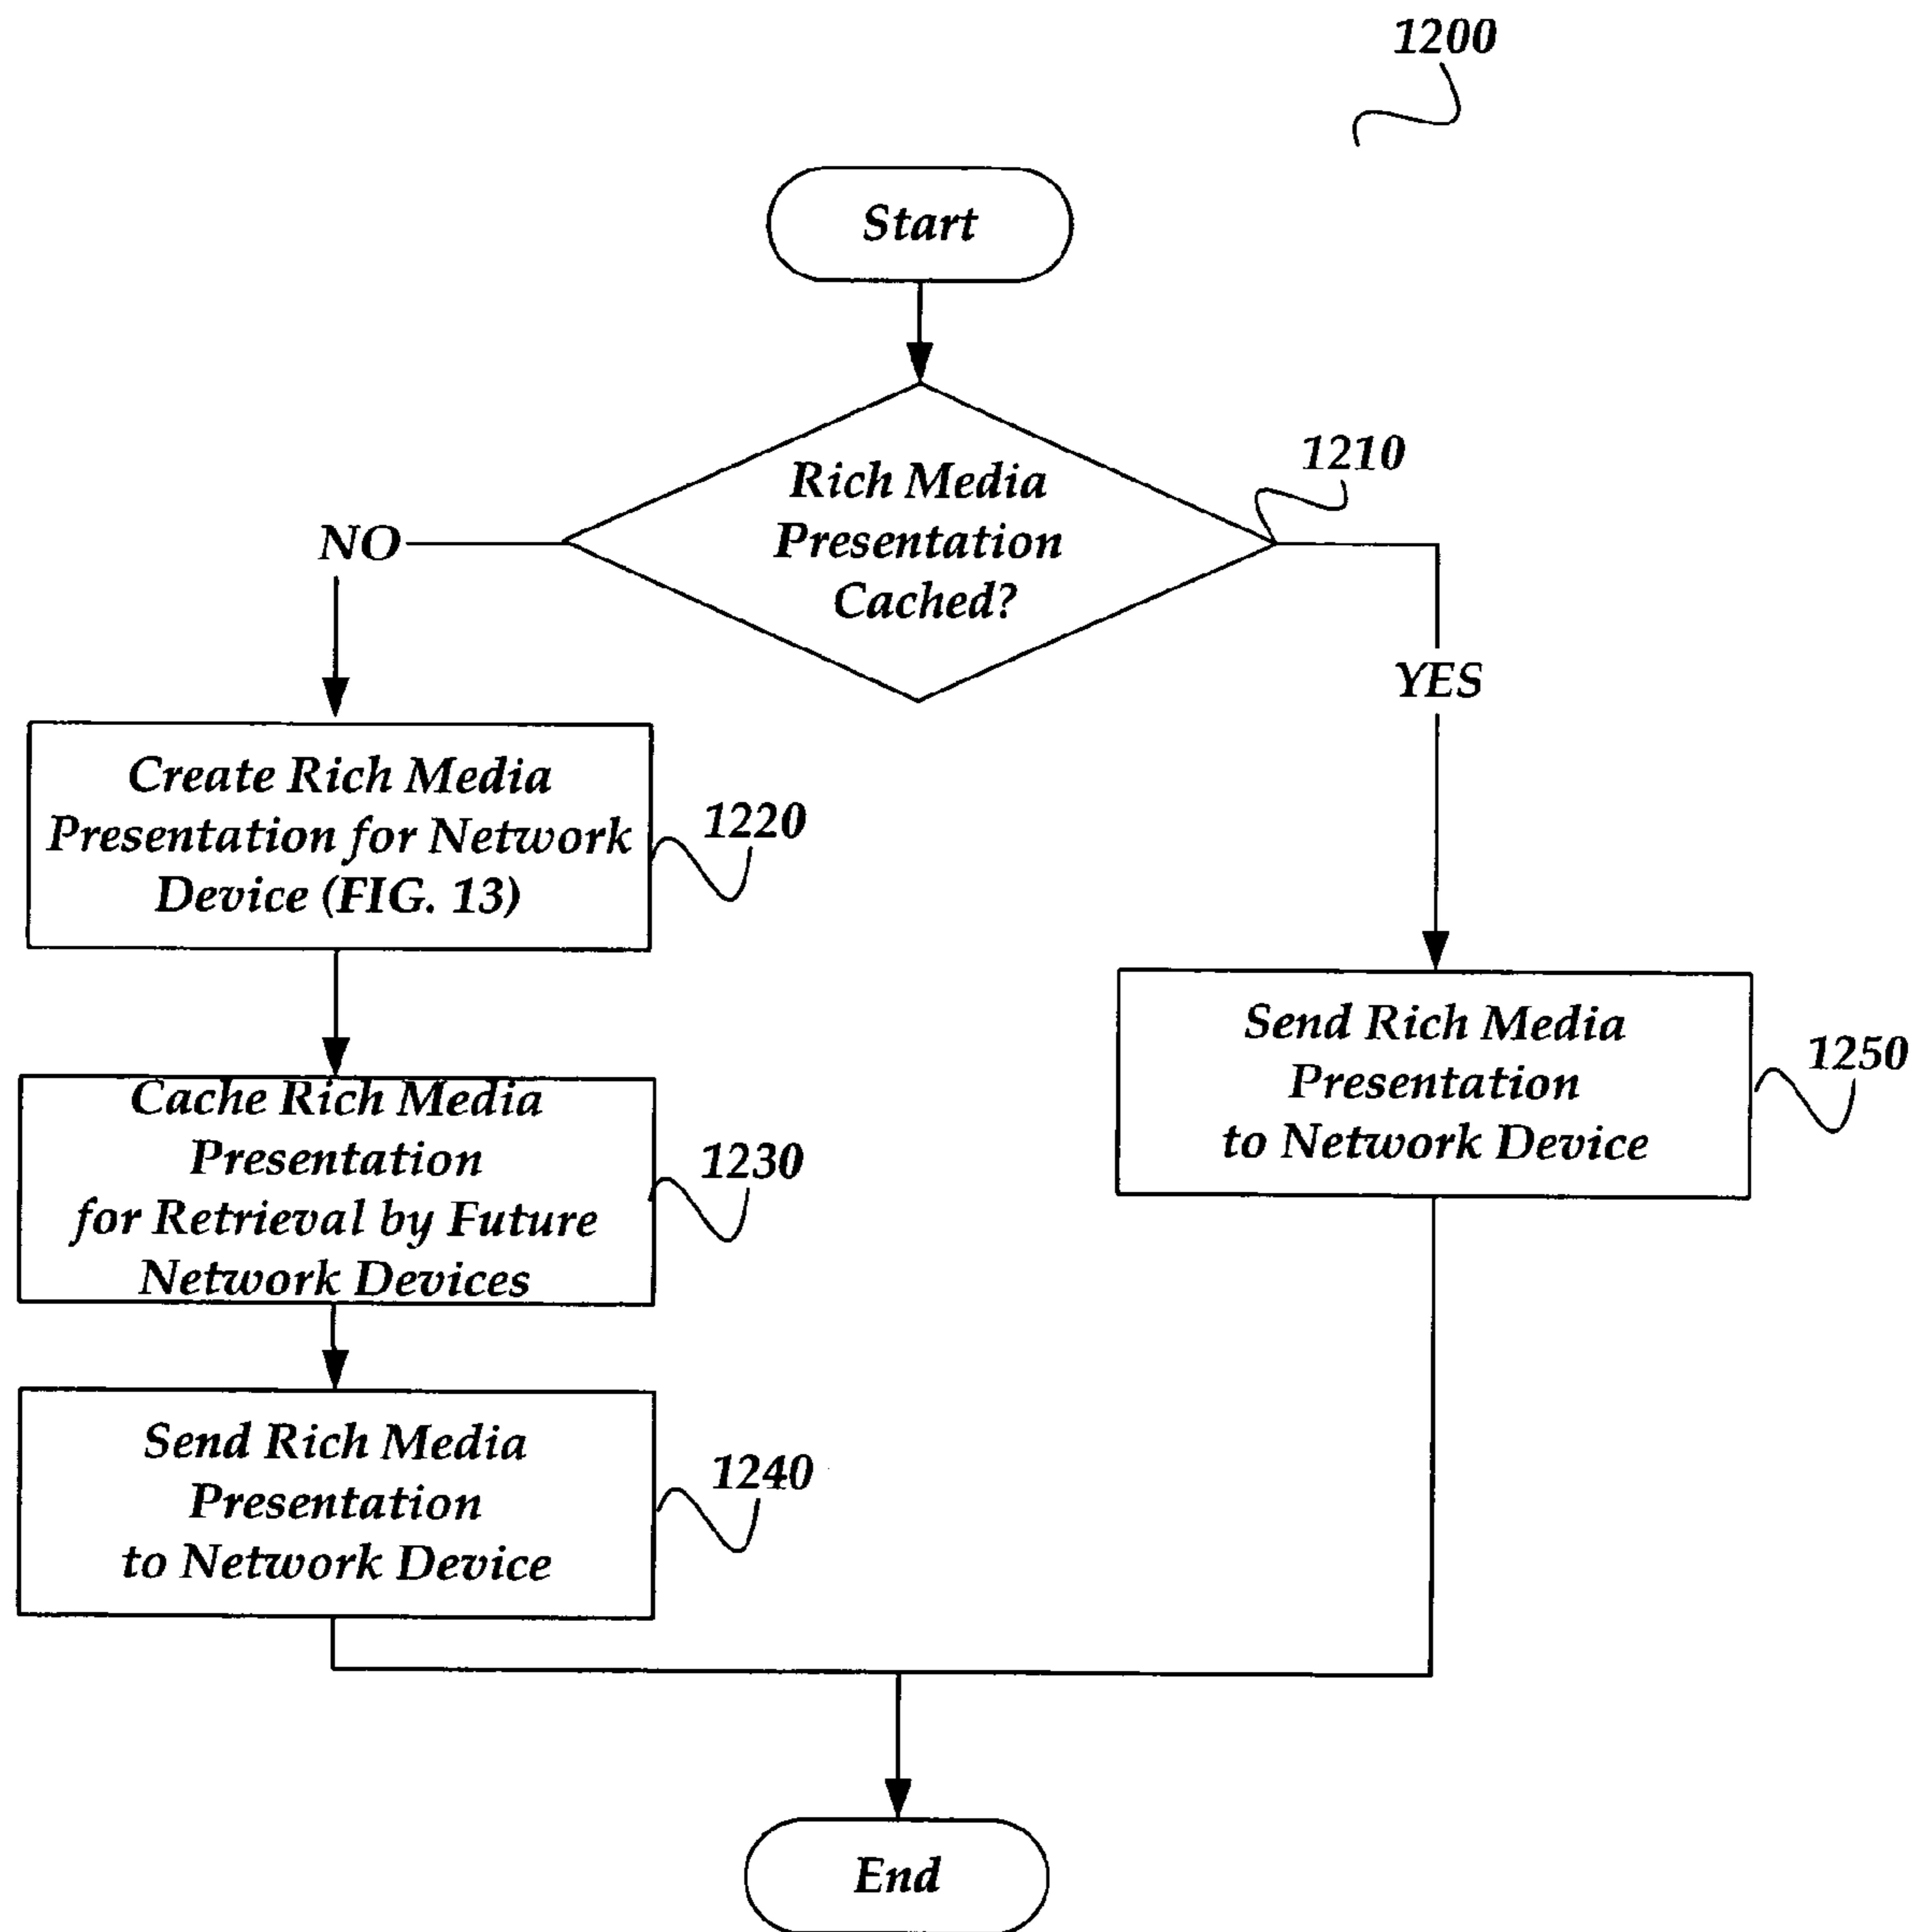 1200
Start
Rich Media
Presentation
Cached?
1210
NO
YES
Create Rich Media
Presentation for Network
Device (FIG. 13)
1220
Cache Rich Media
Presentation
for Retrieval by Future
Network Devices
1230
Send Rich Media
Presentation
to Network Device
1240
Send Rich Media
Presentation
to Network Device
1250
End